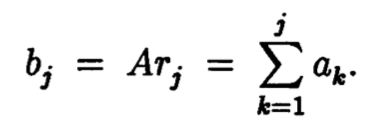 $b_j = Ar_j = \sum_{k=1}^{j} a_k.$